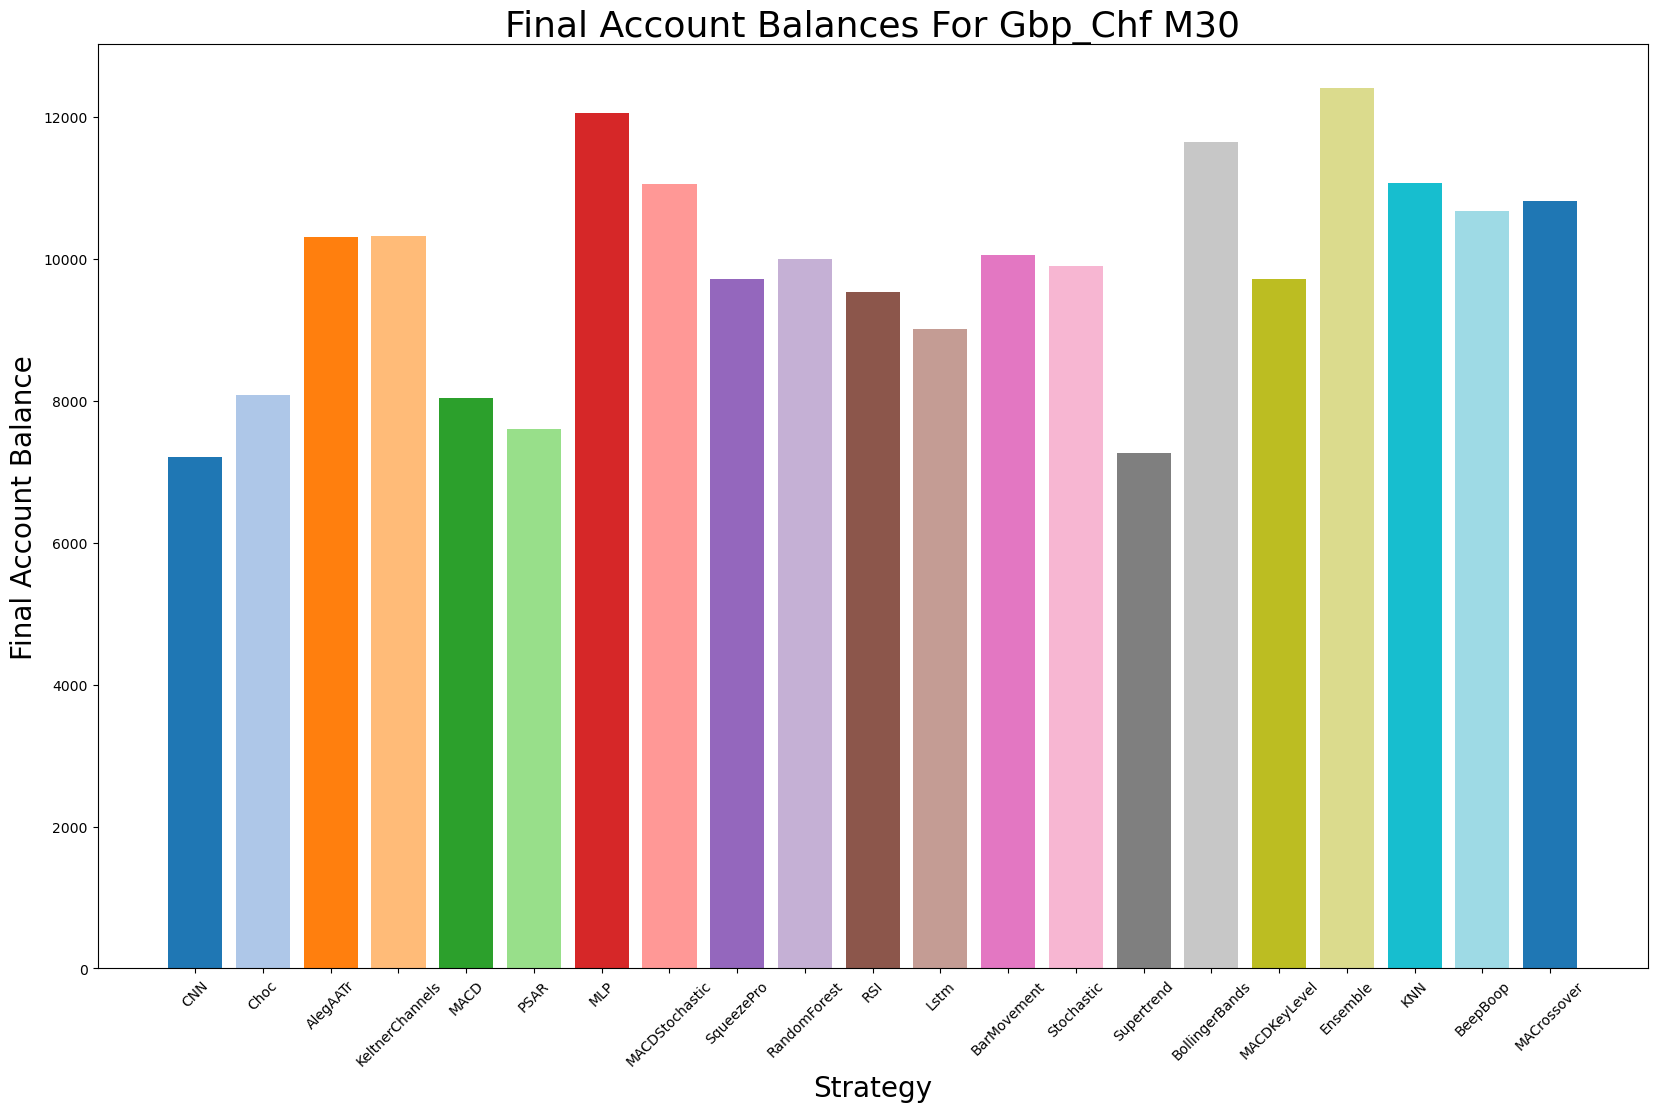 Final Account Balances For Gbp_Chf M30
Final Account Balance
12000
10000
8000
6000
4000
2000
0
CNN
Choc
AlegAATr
KeltnerChannels
MACD
PSAR
MLP
MACDStochastic
SqueezePro
RandomForest
RSI
Lstm
BarMovement
Stochastic
Supertrend
BollingerBands
MACDKeyLevel
Ensemble
KNN
BeepBoop
MACrossover
Strategy